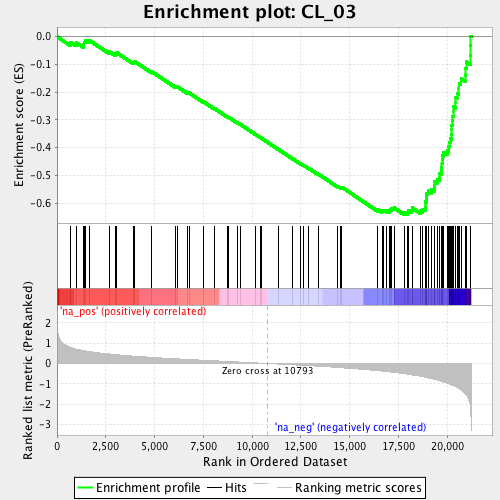 Enrichment plot: CL_03
Enrichment score (ES)
0.0
-0.1
-0.2
-0.3
-0.4
-0.5
-0.6
'na_pos' (positively correlated)
Ranked list metric (PreRanked)
2
1
0
-1
-2
-3
Zero cross at 10793
'na_neg' (negatively correlated)
0
2,500
5,000
7,500
10,000
12,500
15,000
17,500
20,000
Rank in Ordered Dataset
Enrichment profile
Hits
Ranking metric scores